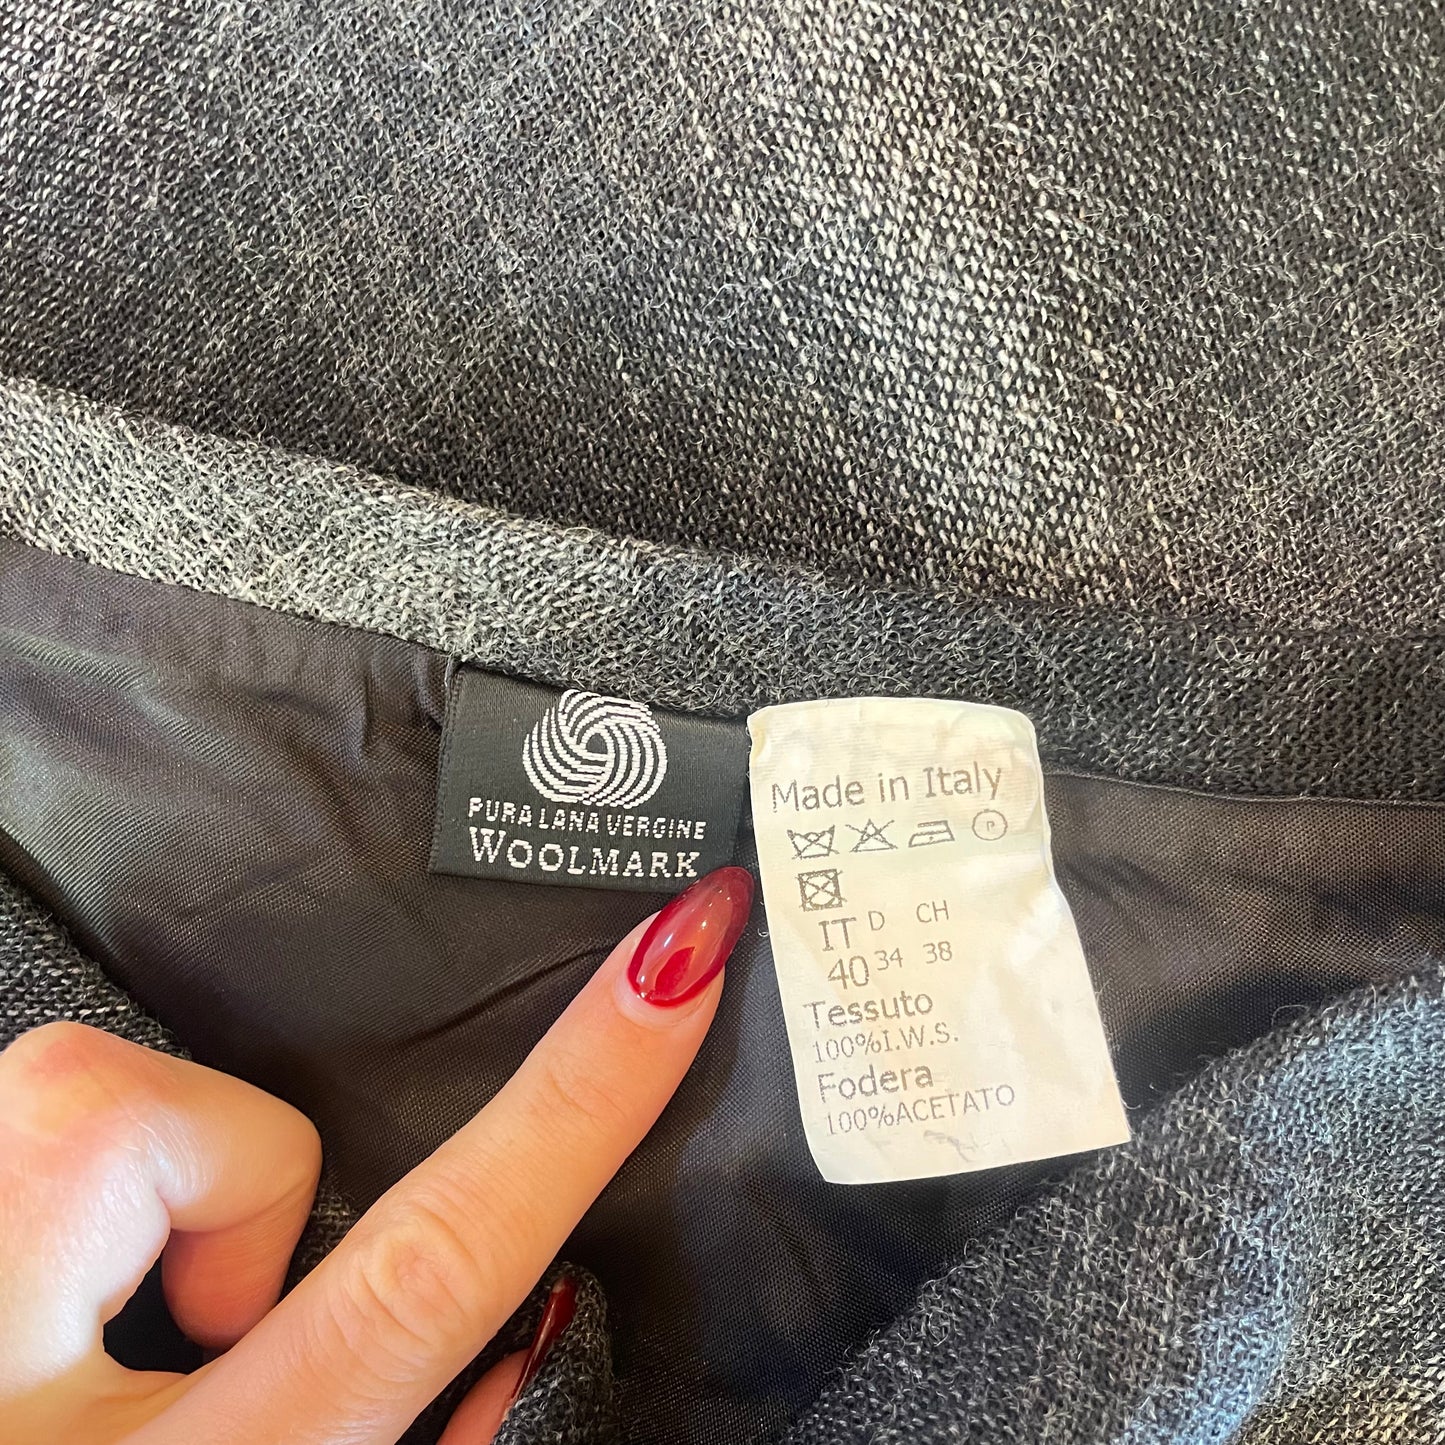 PURA LANA VERGINE
WOOLMARK
Made in Italy
P
IT D CH
40 34 38
Tessuto
100%I.W.S.
Fodera
100%ACETATO